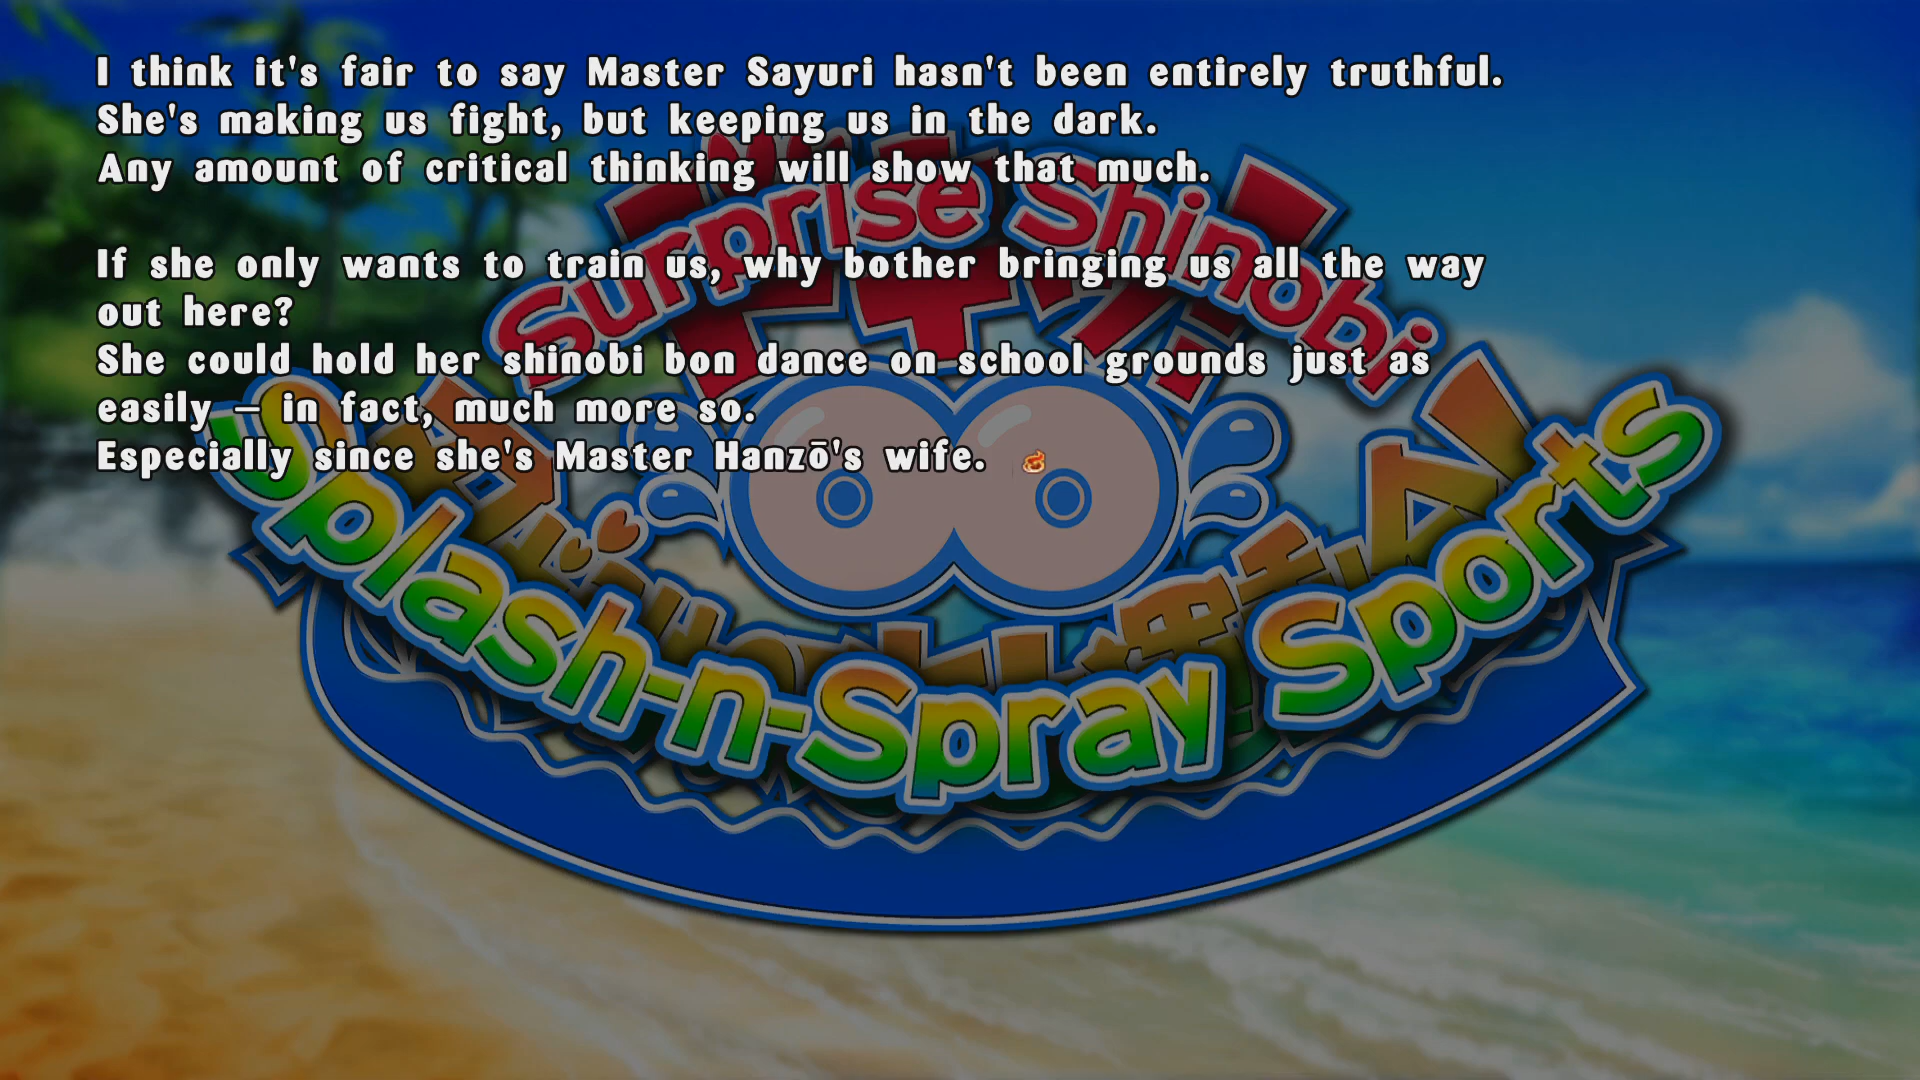 I think it's fair to say Master Sayuri hasn't been entirely truthful.
She's making us fight, but keeping us in the dark.
Any amount of critical thinking will show that much.
If she only wants to train us, why bother bringing us all the way
out here?
She could hold her shinobi bon dance on school grounds just as
easily – in fact, much more so.
Especially since she's Master Hanzō's wife.
Surprise Shinobi
Splash-n-Spray Sports